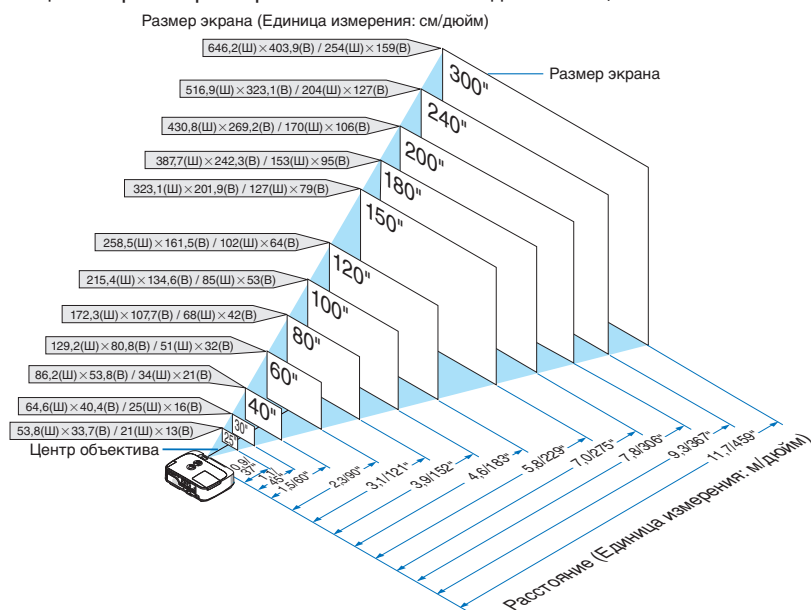 Размер экрана (Единица измерения: см/дюйм)
646,2(Ш)×403,9(В) / 254(Ш)×159(В)
Размер экрана
300"
516,9(Ш)×323,1(В) / 204(Ш)×127(В)
240"
430,8(Ш)×269,2(В) / 170(Ш)×106(В)
200"
387,7(Ш)×242,3(В) / 153(Ш)×95(В)
180"
323,1(Ш)×201,9(В) / 127(Ш)×79(В)
150"
258,5(Ш)×161,5(В) / 102(Ш)×64(В)
120"
215,4(Ш)×134,6(В) / 85(Ш)×53(В)
100"
172,3(Ш)×107,7(В) / 68(Ш)×42(В)
80"
129,2(Ш)×80,8(В) / 51(Ш)×32(В)
60"
86,2(Ш)×53,8(В) / 34(Ш)×21(В)
40"
64,6(Ш)×40,4(В) / 25(Ш)×16(В)
30"
53,8(Ш)×33,7(В) / 21(Ш)×13(В)
25"
Центр объектива
0,9/
37"
1,1/
45"
1,5/60"
2,3/90"
3,1/121"
3,9/152"
4,6/183"
5,8/229"
7,0/275"
7,8/306"
9,3/367"
11,7/459"
Расстояние (Единица измерения: м/дюйм)